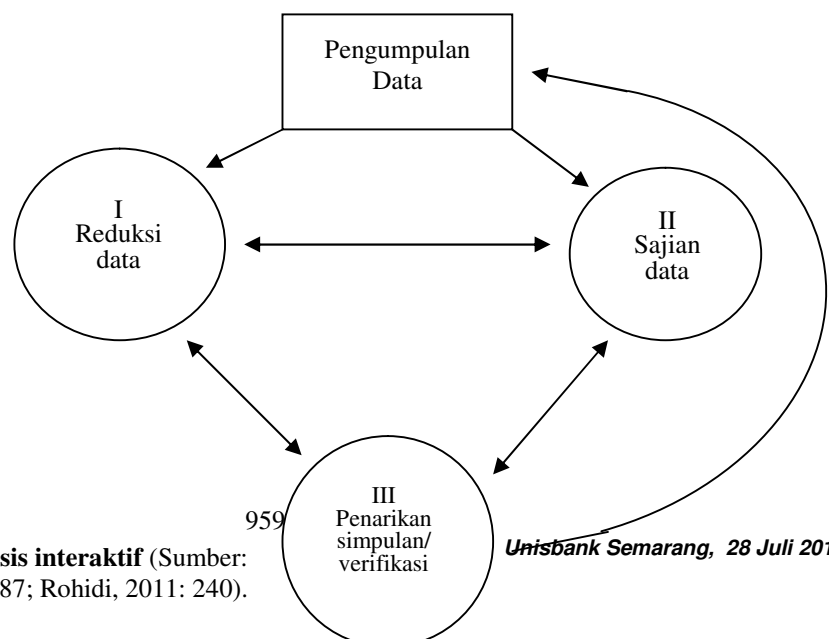 Pengumpulan
Data
I
Reduksi
data
II
Sajian
data
III
Penarikan
simpulan/
verifikasi
959
sis interaktif (Sumber:
87; Rohidi, 2011: 240).
Unisbank Semarang, 28 Juli 201